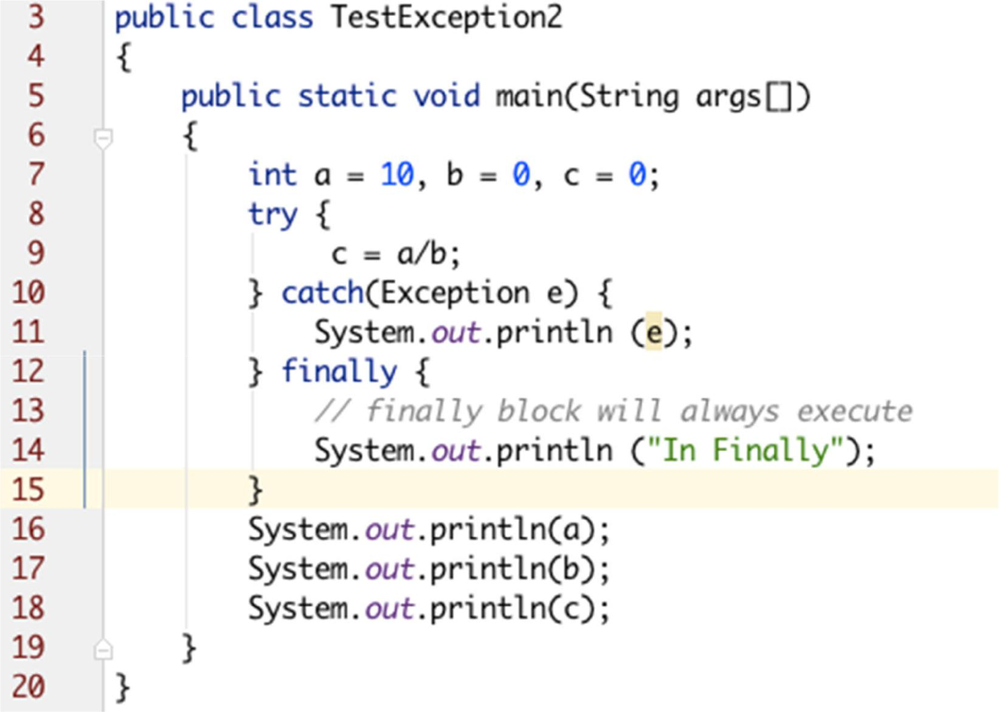 3 public class TestException2
4 {
5 public static void main(String args[])
6 {
7 int a = 10, b = 0, c = 0;
8 try {
9 c = a/b;
10 } catch(Exception e) {
11 System.out.println (e);
12 } finally {
13 // finally block will always execute
14 System.out.println ("In Finally");
15 }
16 System.out.println(a);
17 System.out.println(b);
18 System.out.println(c);
19 }
20 }